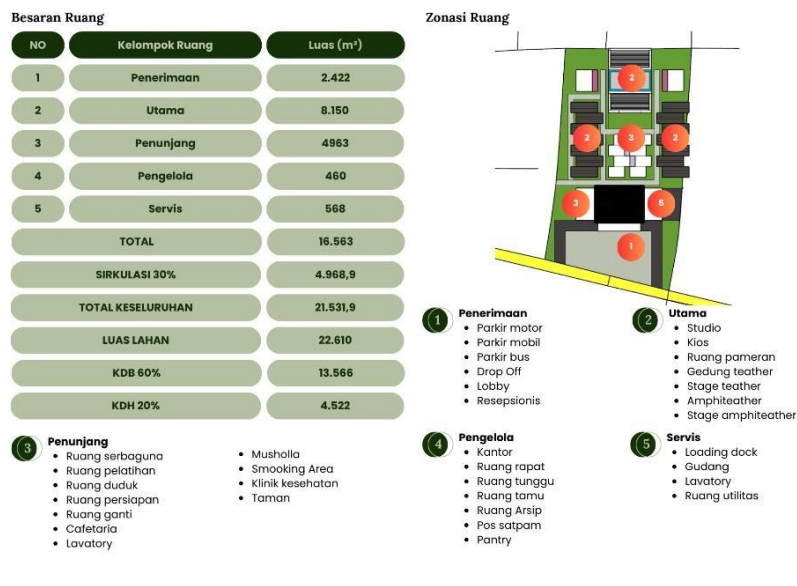 Besaran Ruang
NO Kelompok Ruang Luas (m²)
1 Penerimaan 2.422
2 Utama 8.150
3 Penunjang 4963
4 Pengelola 460
5 Servis 568
TOTAL 16.563
SIRKULASI 30% 4.968,9
TOTAL KESELURUHAN 21.531,9
LUAS LAHAN 22.610
KDB 60% 13.566
KDH 20% 4.522
3 Penunjang
• Ruang serbaguna
• Ruang pelatihan
• Ruang duduk
• Ruang persiapan
• Ruang ganti
• Cafetaria
• Lavatory
• Musholla
• Smooking Area
• Klinik kesehatan
• Taman
Zonasi Ruang
2
2 3 2
3 5
1
1 Penerimaan
• Parkir motor
• Parkir mobil
• Parkir bus
• Drop Off
• Lobby
• Resepsionis
2 Utama
• Studio
• Kios
• Ruang pameran
• Gedung teather
• Stage teather
• Amphiteather
• Stage amphiteather
4 Pengelola
• Kantor
• Ruang rapat
• Ruang tunggu
• Ruang tamu
• Ruang Arsip
• Pos satpam
• Pantry
5 Servis
• Loading dock
• Gudang
• Lavatory
• Ruang utilitas